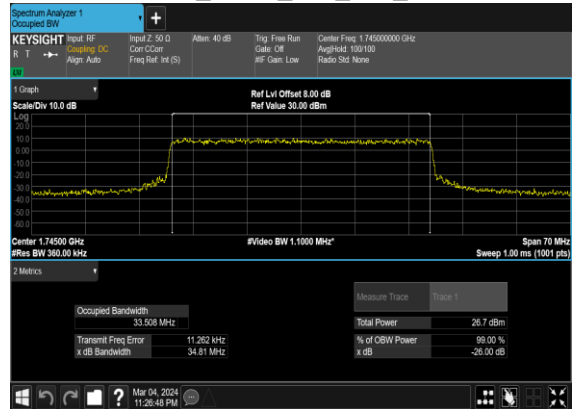 Spectrum Analyzer 1
Occupied BW
+
KEYSIGHT Input: RF Input Z: 50 Ω Atten: 40 dB Trig: Free Run Center Freq: 1.745000000 GHz
R T Coupling: DC Corr CCorr Gate: Off Avg|Hold: 100/100
Align: Auto Freq Ref: Int (S) #IF Gain: Low Radio Std: None
1 Graph
Ref Lvl Offset 8.00 dB
Scale/Div 10.0 dB Ref Value 30.00 dBm
Log
20.0
10.0
0.00
-10.0
-20.0
-30.0
-40.0
-50.0
-60.0
Center 1.74500 GHz #Video BW 1.1000 MHz* Span 70 MHz
#Res BW 360.00 kHz Sweep 1.00 ms (1001 pts)
2 Metrics
Measure Trace Trace 1
Occupied Bandwidth
33.508 MHz Total Power 26.7 dBm
Transmit Freq Error 11.262 kHz % of OBW Power 99.00 %
x dB Bandwidth 34.81 MHz x dB -26.00 dB
? Mar 04, 2024
11:26:48 PM